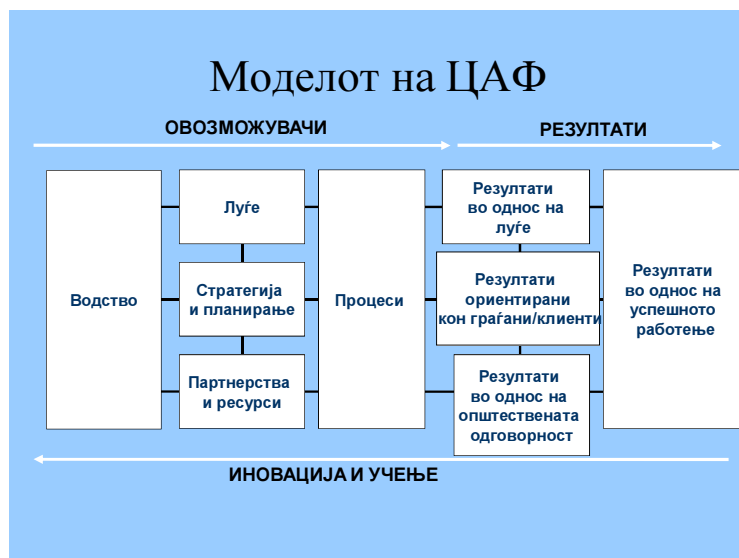 Моделот на ЦАФ
ОВОЗМОЖУВАЧИ
РЕЗУЛТАТИ
Водство
Луѓе
Стратегија
и планирање
Партнерства
и ресурси
Процеси
Резултати
во однос на
луѓе
Резултати
ориентирани
кон граѓани/клиенти
Резултати
во однос на
општествената
одговорност
Резултати
во однос на
успешното
работење
ИНОВАЦИЈА И УЧЕЊЕ